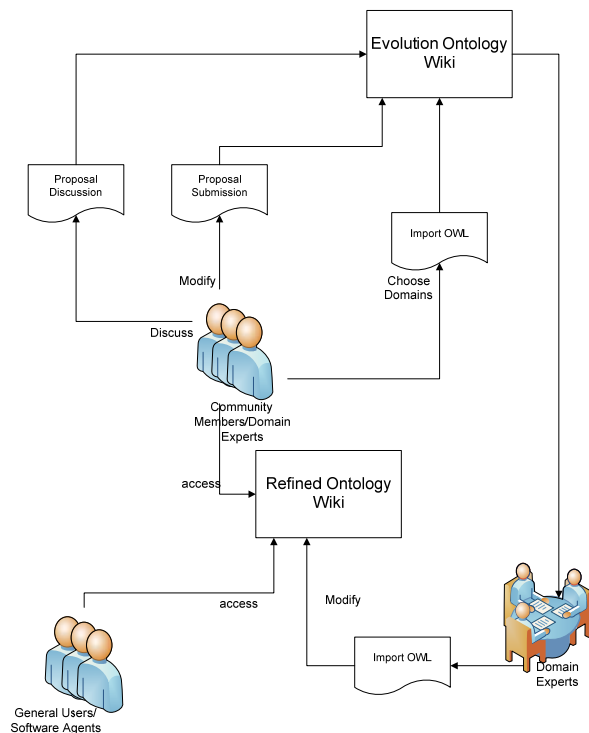 Evolution Ontology
Wiki
Proposal
Discussion
Proposal
Submission
Import OWL
Modify
Choose
Domains
Discuss
Community
Members/Domain
Experts
access
Refined Ontology
Wiki
access
Modify
Import OWL
Domain
Experts
General Users/
Software Agents